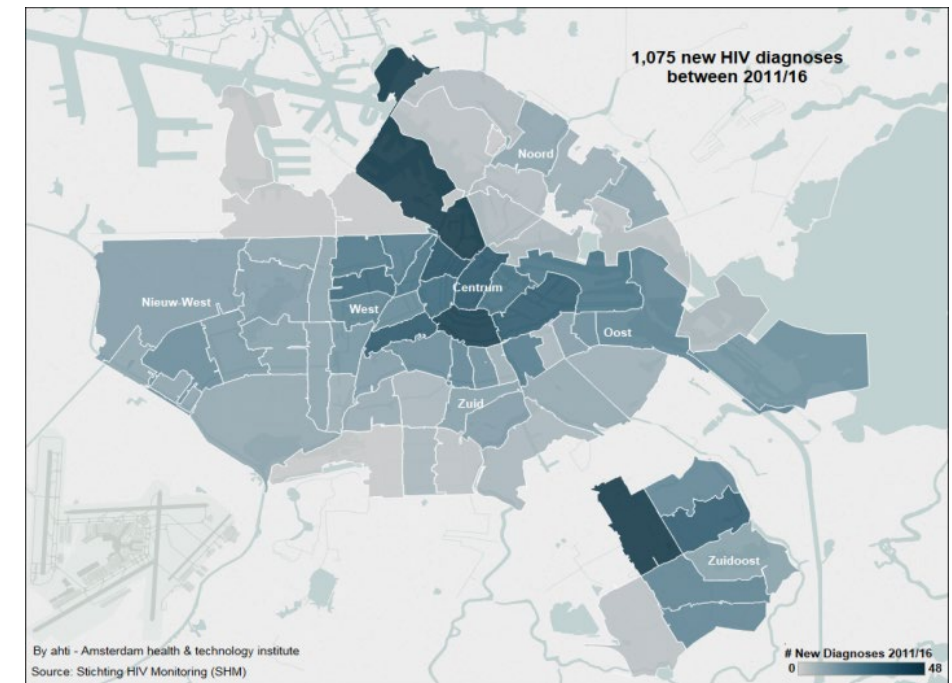 1,075 new HIV diagnoses
between 2011/16
Noord
Nieuw-West
West
Centrum
Oost
Zuid
Zuidoost
By ahti - Amsterdam health & technology institute
Source: Stichting HIV Monitoring (SHM)
# New Diagnoses 2011/16
0 48